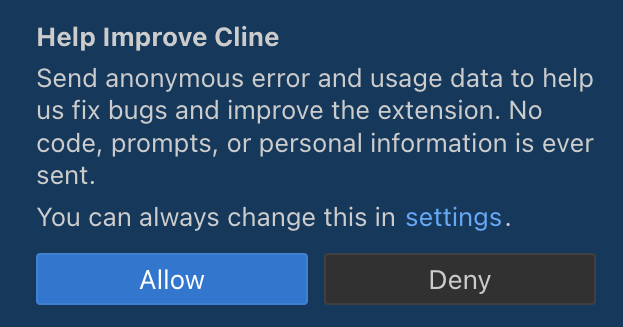 Help Improve Cline
Send anonymous error and usage data to help
us fix bugs and improve the extension. No
code, prompts, or personal information is ever
sent.
You can always change this in settings.
Allow
Deny